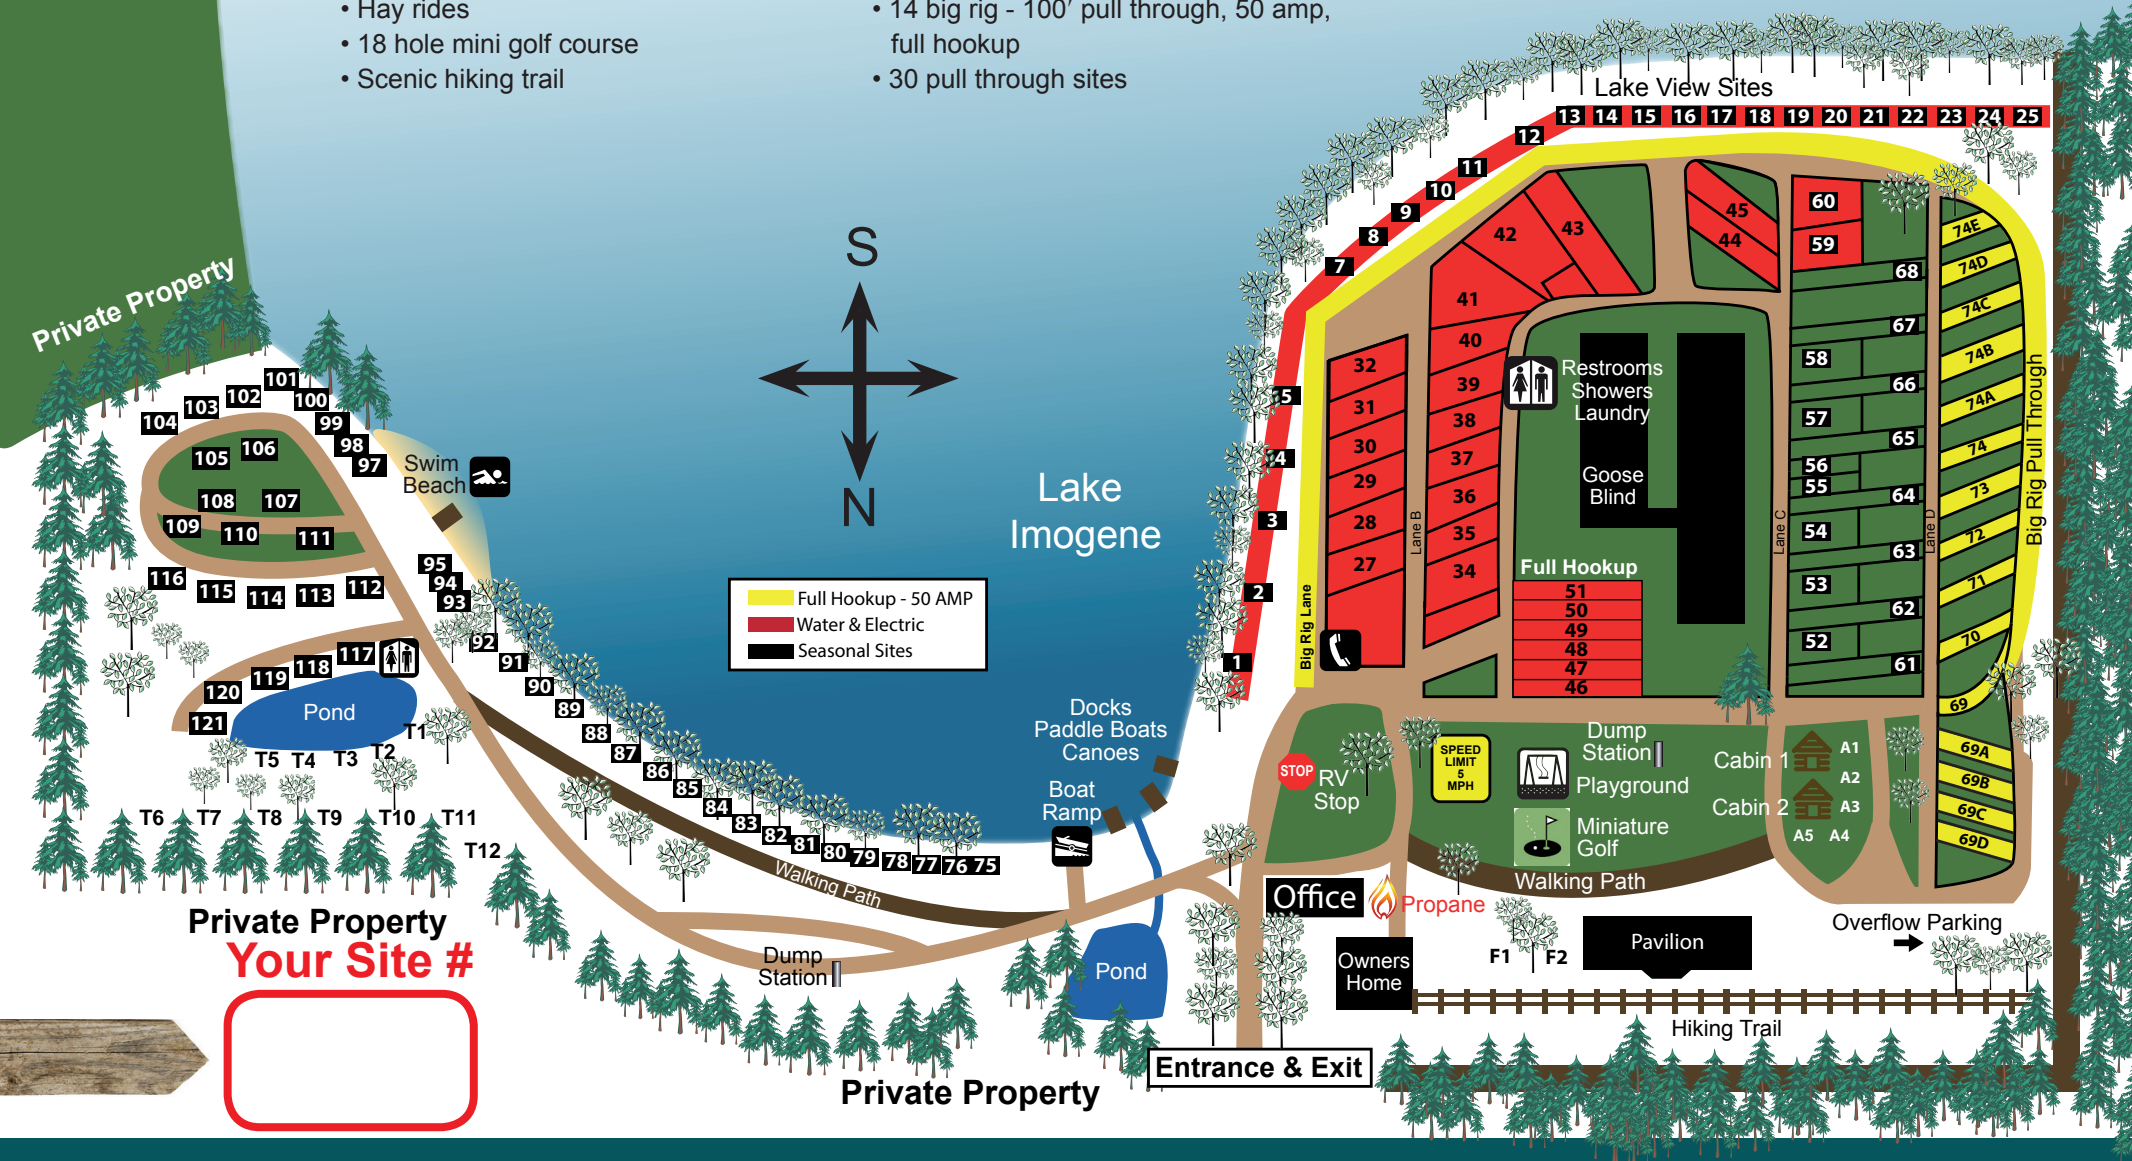 • Hay rides
• 18 hole mini golf course
• Scenic hiking trail
• 14 big rig - 100' pull through, 50 amp,
full hookup
• 30 pull through sites
Lake View Sites
13 14 15 16 17 18 19 20 21 22 23 24 25
12
11
10
9
8
7
5
4
3
2
1
Private Property
S
N
Lake
Imogene
Full Hookup - 50 AMP
Water & Electric
Seasonal Sites
101
102
100
103
104
99
98
97
106
105
108
107
109
110
111
116
115
114
113
112
Swim
Beach
95
94
93
92
91
90
89
88
87
86
85
84
83
82
81
80
79
78
77
76
75
117
118
119
120
121
Pond
T1
T2
T3
T4
T5
T6
T7
T8
T9
T10
T11
T12
Private Property
Your Site #
Walking Path
Dump
Station
Docks
Paddle Boats
Canoes
Boat
Ramp
Pond
Private Property
Entrance & Exit
Big Rig Lane
32
31
30
29
28
27
Lane B
43
42
41
40
39
38
37
36
35
34
45
44
Restrooms
Showers
Laundry
Goose
Blind
Full Hookup
51
50
49
48
47
46
Lane C
60
59
68
67
58
66
57
65
56
55
64
54
63
53
62
52
61
Lane D
74E
74D
74C
74B
74A
74
73
72
71
70
69
69A
69B
69C
69D
Big Rig Pull Through
STOP
RV
Stop
SPEED
LIMIT
5
MPH
Dump
Station
Playground
Miniature
Golf
Cabin 1
Cabin 2
A1
A2
A3
A5 A4
Walking Path
Office
Propane
Owners
Home
F1 F2
Pavilion
Overflow Parking
Hiking Trail